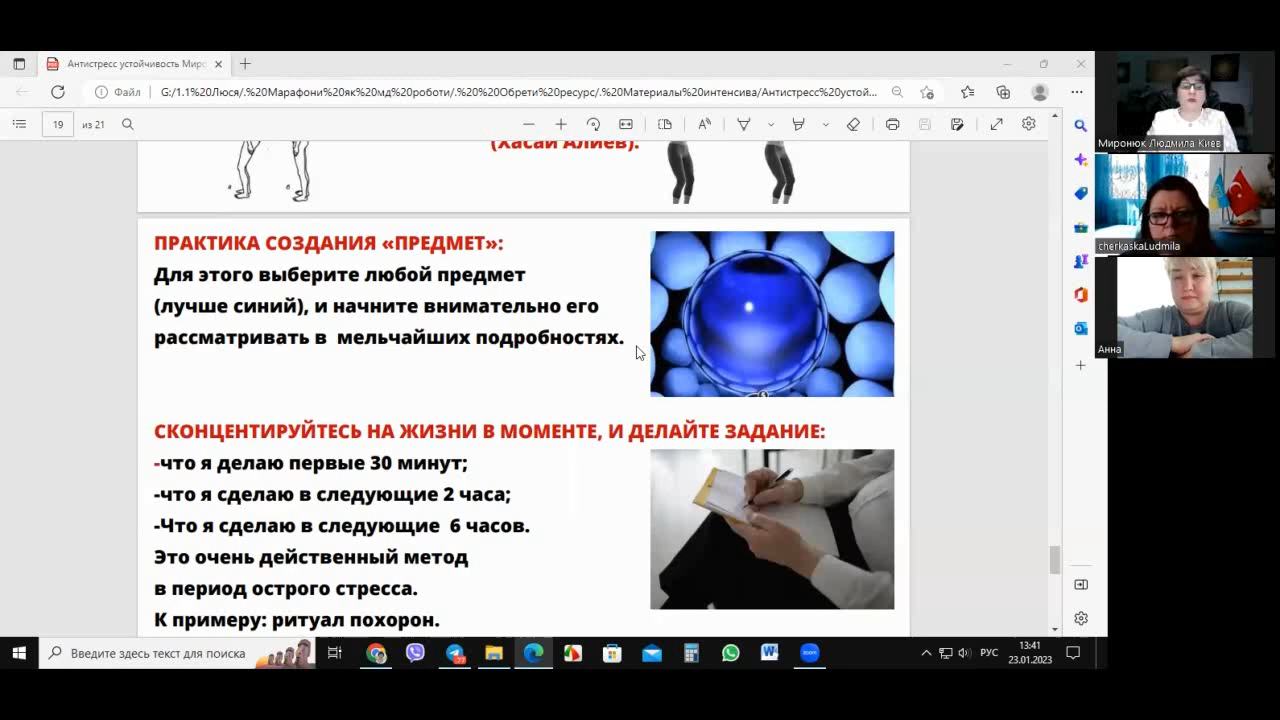 Антистресс устойчивость Миро
Файл
G:/1.1%20Люся/.%20Марафони%20як%20мд%20роботи/.%20%20Обрети%20ресурс/.%20Материалы%20интенсива/Антистресс%20устой...
19 из 21
(Хасай Алиев).
ПРАКТИКА СОЗДАНИЯ «ПРЕДМЕТ»:
Для этого выберите любой предмет
(лучше синий), и начните внимательно его
рассматривать в мельчайших подробностях.
СКОНЦЕНТИРУЙТЕСЬ НА ЖИЗНИ В МОМЕНТЕ, И ДЕЛАЙТЕ ЗАДАНИЕ:
-что я делаю первые 30 минут;
-что я сделаю в следующие 2 часа;
-Что я сделаю в следующие 6 часов.
Это очень действенный метод
в период острого стресса.
К примеру: ритуал похорон.
Миронюк Людмила Киев
cherkaskaLudmila
Анна
Введите здесь текст для поиска
zoom
РУС
13:41
23.01.2023